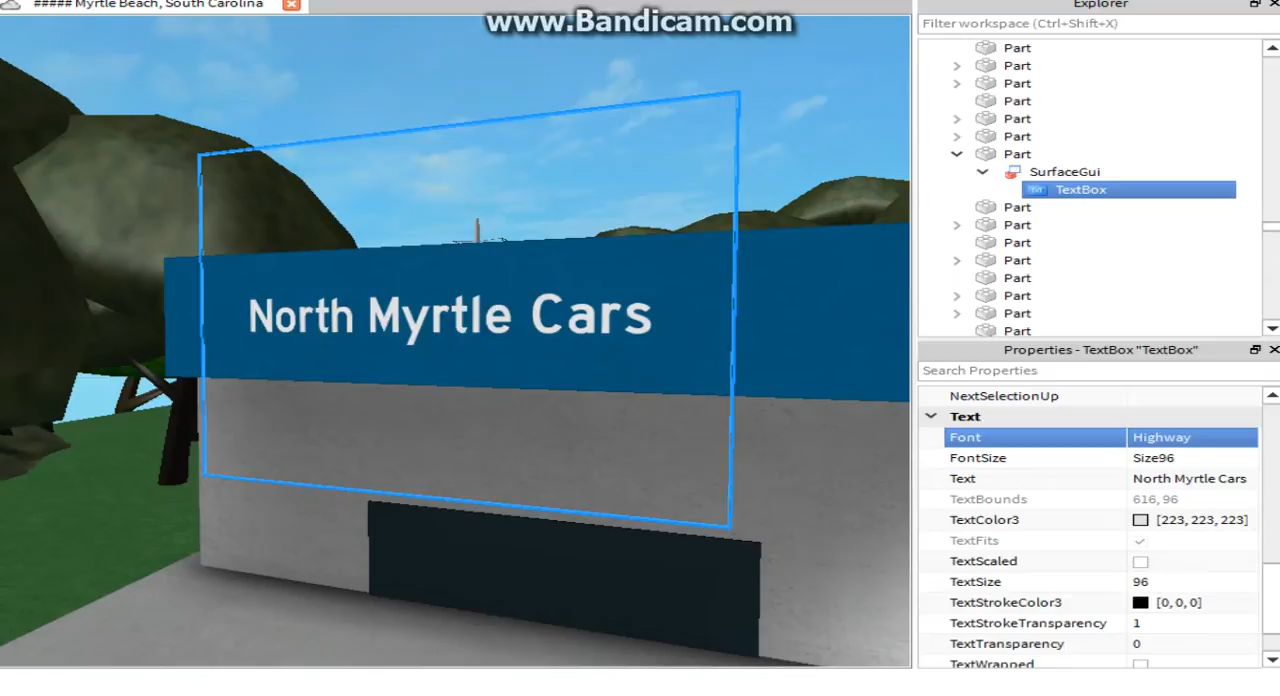 ##### Myrtle Beach, South Carolina
www.Bandicam.com
Explorer
Filter workspace (Ctrl+Shift+X)
Part
Part
Part
Part
Part
Part
Part
SurfaceGui
TextBox
Part
Part
Part
Part
Part
Part
Part
Part
North Myrtle Cars
Properties - TextBox "TextBox"
Search Properties
NextSelectionUp
Text
Font Highway
FontSize Size96
Text North Myrtle Cars
TextBounds 616, 96
TextColor3 [223, 223, 223]
TextFits
TextScaled
TextSize 96
TextStrokeColor3 [0, 0, 0]
TextStrokeTransparency 1
TextTransparency 0
TextWrapped